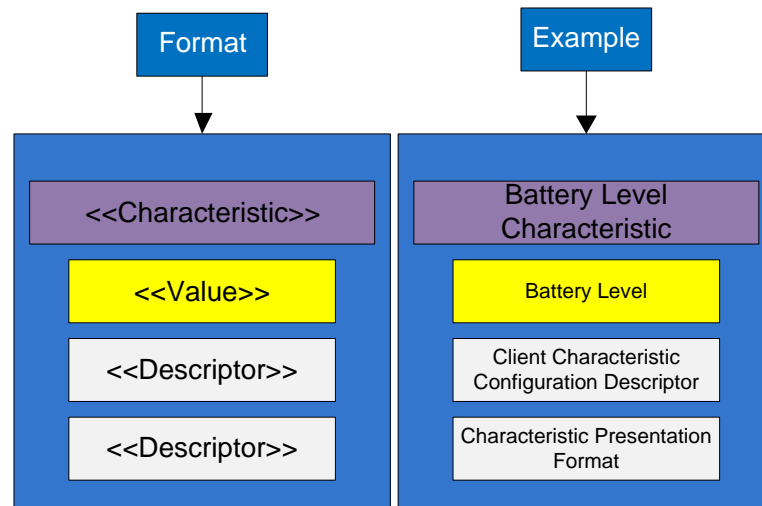 Format
Example
<<Characteristic>>
<<Value>>
<<Descriptor>>
<<Descriptor>>
Battery Level
Characteristic
Battery Level
Client Characteristic
Configuration Descriptor
Characteristic Presentation
Format